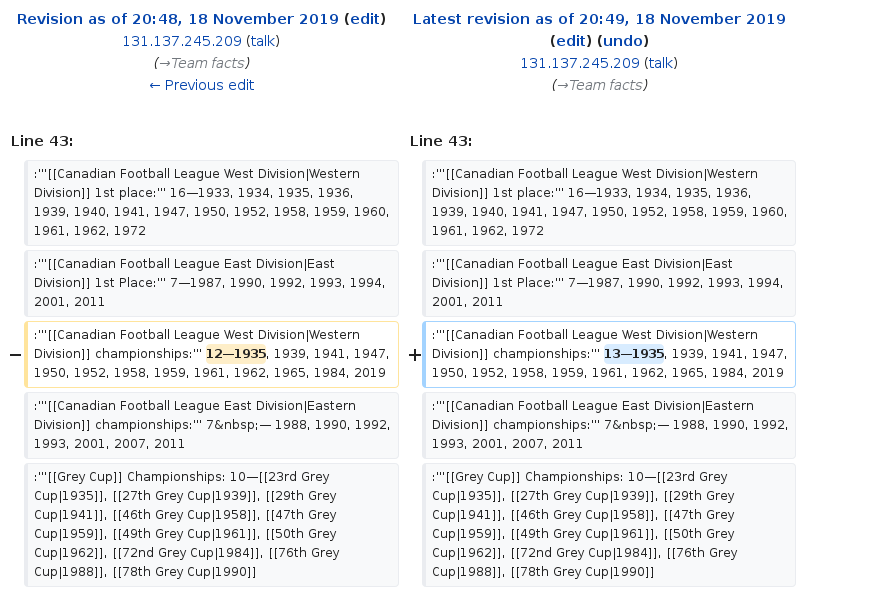 Revision as of 20:48, 18 November 2019 (edit)
131.137.245.209 (talk)
(→Team facts)
← Previous edit
Latest revision as of 20:49, 18 November 2019
(edit) (undo)
131.137.245.209 (talk)
(→Team facts)
Line 43:
:'''[[Canadian Football League West Division|Western
Division]] 1st place:''' 16—1933, 1934, 1935, 1936,
1939, 1940, 1941, 1947, 1950, 1952, 1958, 1959, 1960,
1961, 1962, 1972
:'''[[Canadian Football League East Division|East
Division]] 1st Place:''' 7—1987, 1990, 1992, 1993, 1994,
2001, 2011
− :'''[[Canadian Football League West Division|Western
Division]] championships:''' 12—1935, 1939, 1941, 1947,
1950, 1952, 1958, 1959, 1961, 1962, 1965, 1984, 2019
:'''[[Canadian Football League East Division|Eastern
Division]] championships:''' 7&nbsp;— 1988, 1990, 1992,
1993, 2001, 2007, 2011
:'''[[Grey Cup]] Championships: 10—[[23rd Grey
Cup|1935]], [[27th Grey Cup|1939]], [[29th Grey
Cup|1941]], [[46th Grey Cup|1958]], [[47th Grey
Cup|1959]], [[49th Grey Cup|1961]], [[50th Grey
Cup|1962]], [[72nd Grey Cup|1984]], [[76th Grey
Cup|1988]], [[78th Grey Cup|1990]]
Line 43:
:'''[[Canadian Football League West Division|Western
Division]] 1st place:''' 16—1933, 1934, 1935, 1936,
1939, 1940, 1941, 1947, 1950, 1952, 1958, 1959, 1960,
1961, 1962, 1972
:'''[[Canadian Football League East Division|East
Division]] 1st Place:''' 7—1987, 1990, 1992, 1993, 1994,
2001, 2011
+ :'''[[Canadian Football League West Division|Western
Division]] championships:''' 13—1935, 1939, 1941, 1947,
1950, 1952, 1958, 1959, 1961, 1962, 1965, 1984, 2019
:'''[[Canadian Football League East Division|Eastern
Division]] championships:''' 7&nbsp;— 1988, 1990, 1992,
1993, 2001, 2007, 2011
:'''[[Grey Cup]] Championships: 10—[[23rd Grey
Cup|1935]], [[27th Grey Cup|1939]], [[29th Grey
Cup|1941]], [[46th Grey Cup|1958]], [[47th Grey
Cup|1959]], [[49th Grey Cup|1961]], [[50th Grey
Cup|1962]], [[72nd Grey Cup|1984]], [[76th Grey
Cup|1988]], [[78th Grey Cup|1990]]